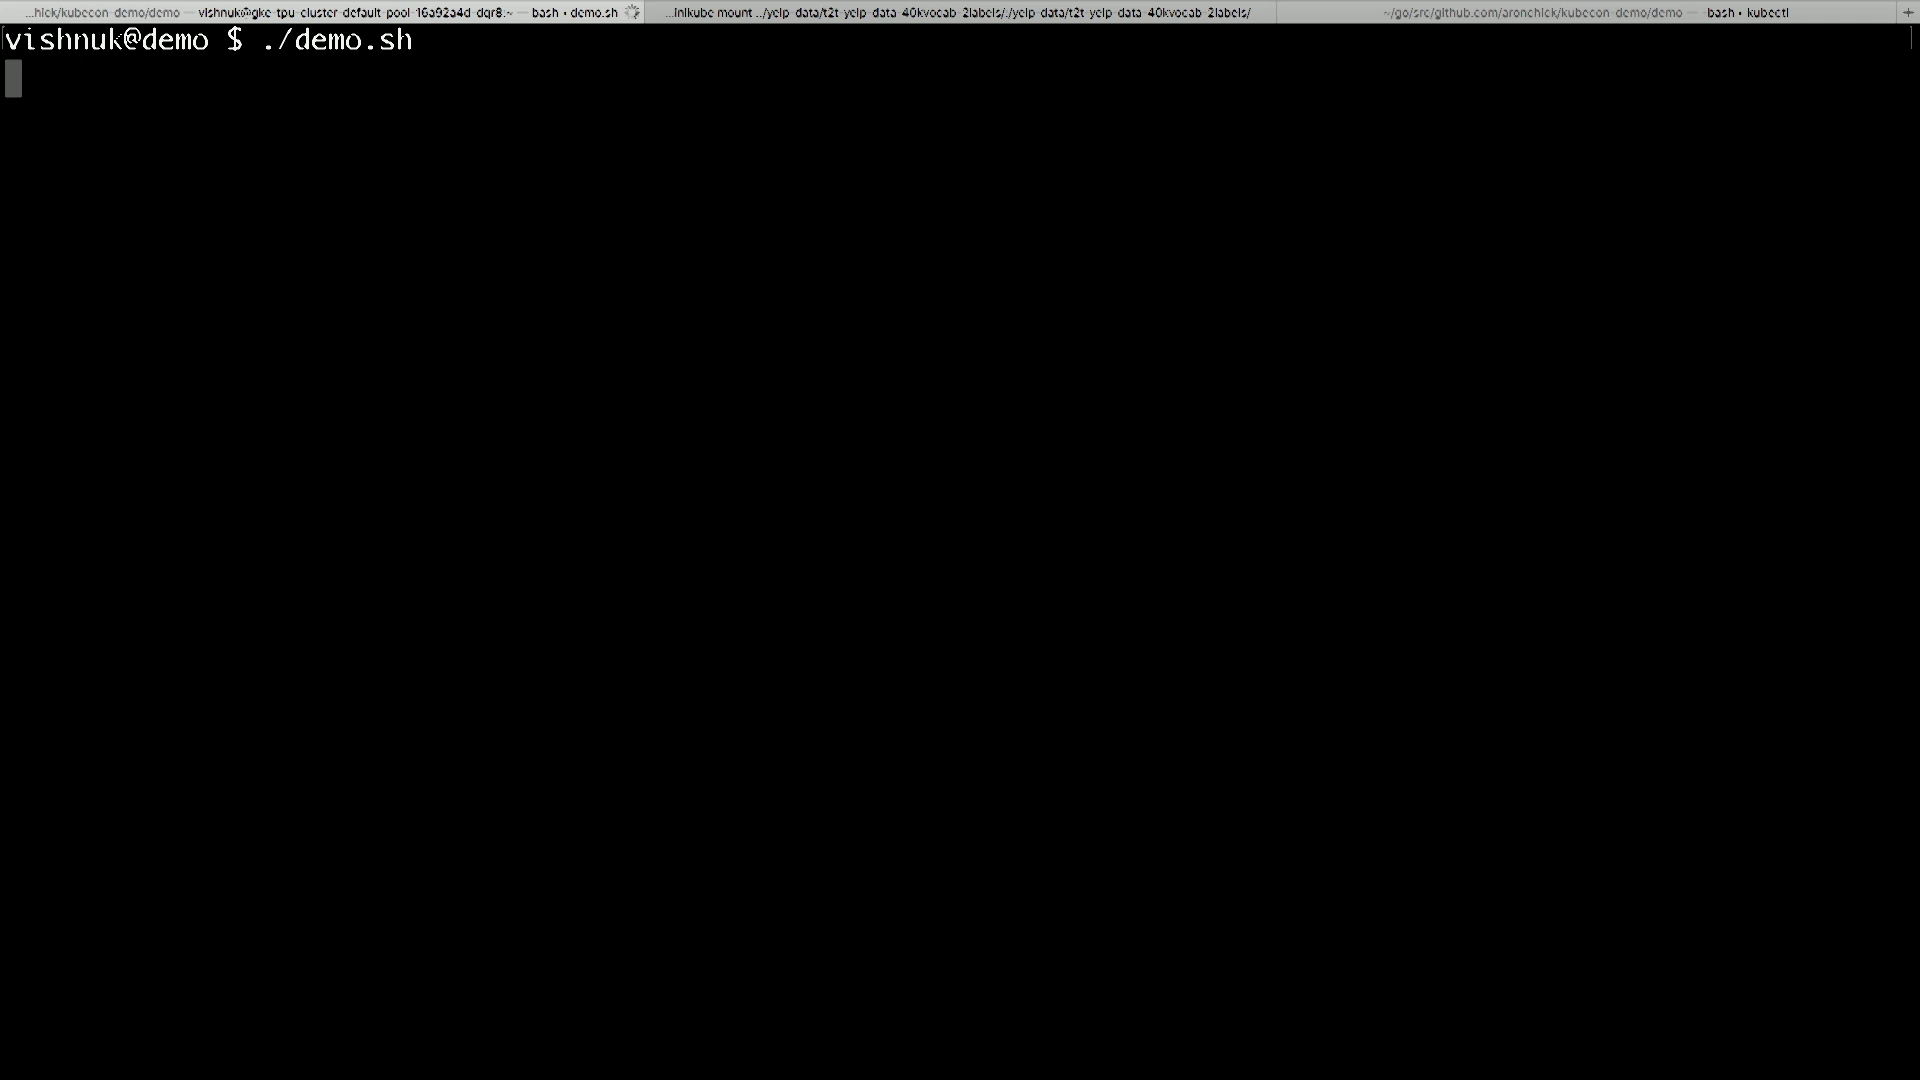 ...hick/kubecon-demo/demo — vishnuk@gke-tpu-cluster-default-pool-16a92a4d-dqr8:~ — bash • demo.sh
...inikube mount ../yelp-data/t2t-yelp-data-40kvocab-2labels/:/yelp-data/t2t-yelp-data-40kvocab-2labels/
~/go/src/github.com/aronchick/kubecon-demo/demo — -bash • kubectl
+
vishnuk@demo $ ./demo.sh